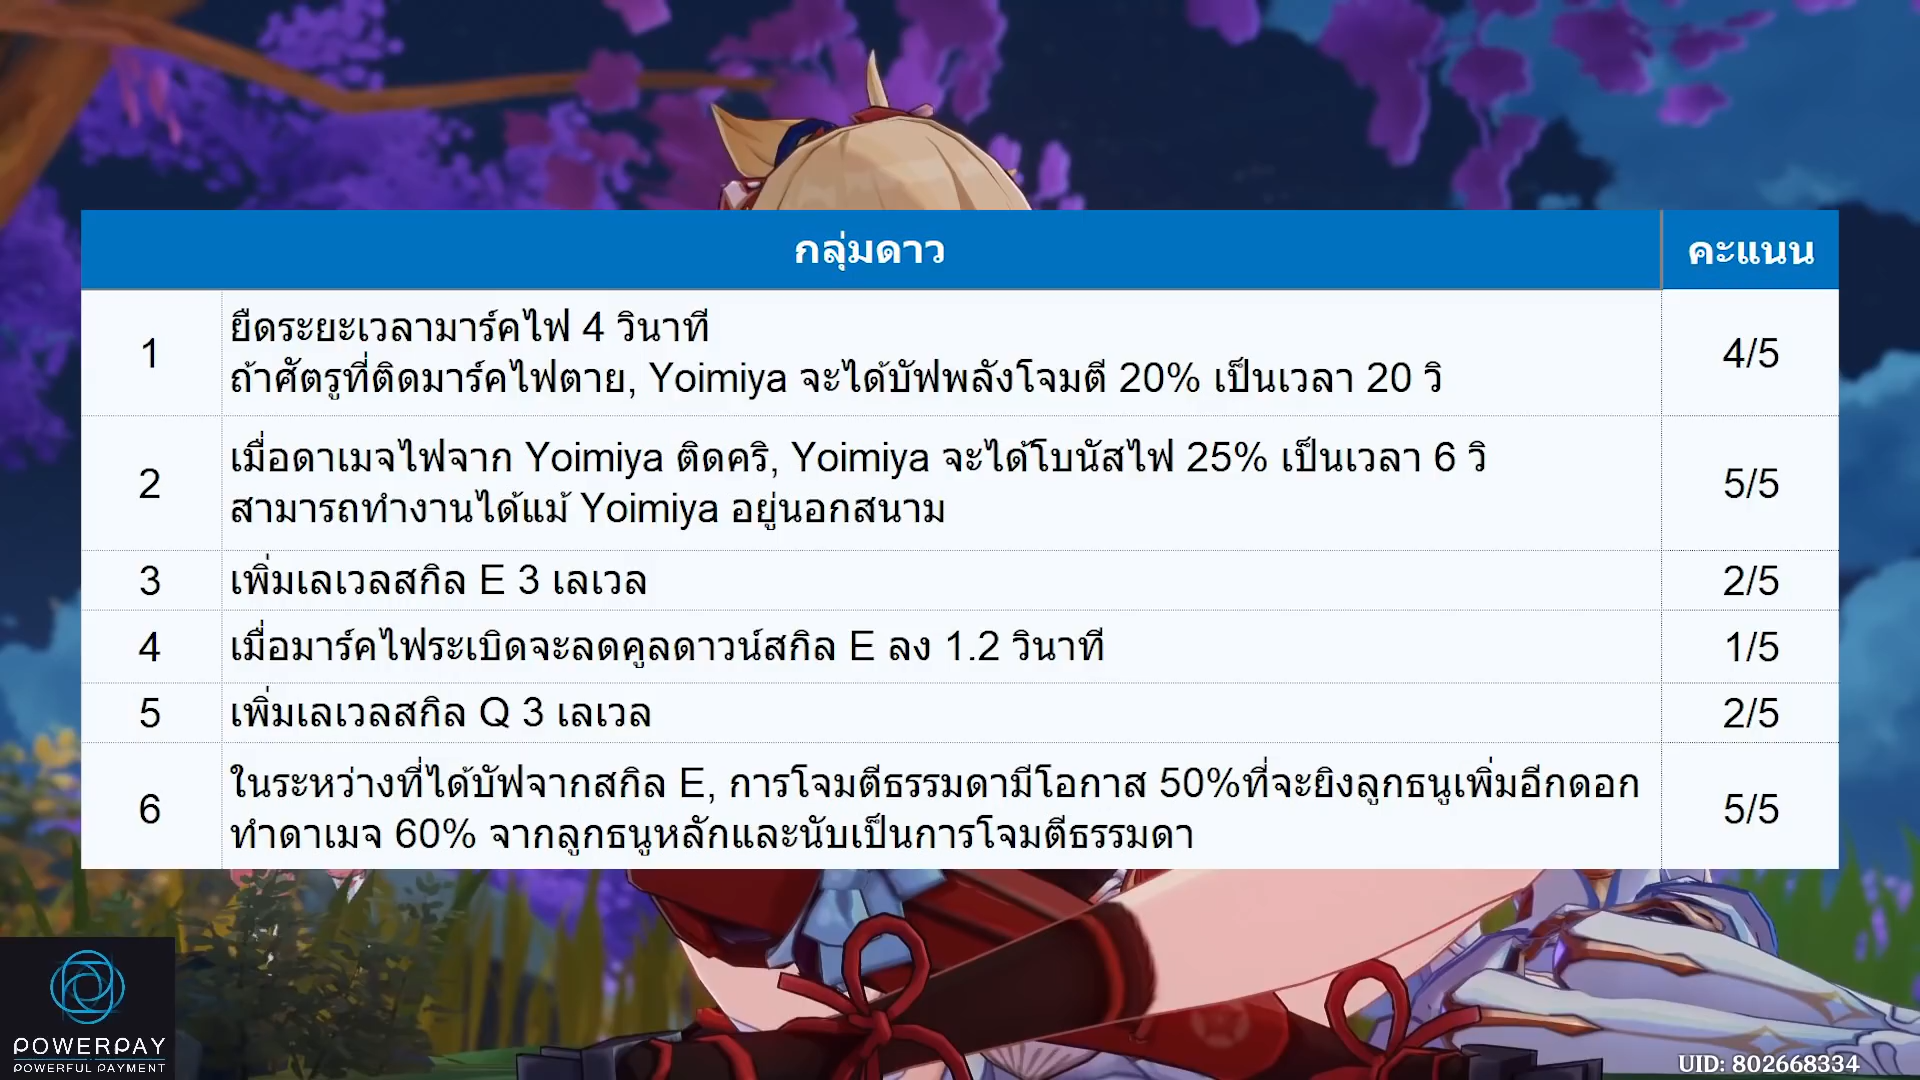 กลุ่มดาว คะแนน
1 ยืดระยะเวลามาร์คไฟ 4 วินาที
ถ้าศัตรูที่ติดมาร์คไฟตาย, Yoimiya จะได้บัฟพลังโจมตี 20% เป็นเวลา 20 วิ 4/5
2 เมื่อดาเมจไฟจาก Yoimiya ติดคริ, Yoimiya จะได้โบนัสไฟ 25% เป็นเวลา 6 วิ
สามารถทำงานได้แม้ Yoimiya อยู่นอกสนาม 5/5
3 เพิ่มเลเวลสกิล E 3 เลเวล 2/5
4 เมื่อมาร์คไฟระเบิดจะลดคูลดาวน์สกิล E ลง 1.2 วินาที 1/5
5 เพิ่มเลเวลสกิล Q 3 เลเวล 2/5
6 ในระหว่างที่ได้บัฟจากสกิล E, การโจมตีธรรมดามีโอกาส 50%ที่จะยิงลูกธนูเพิ่มอีกดอก
ทำดาเมจ 60% จากลูกธนูหลักและนับเป็นการโจมตีธรรมดา 5/5
POWERPAY
POWERFUL PAYMENT
UID: 802668334